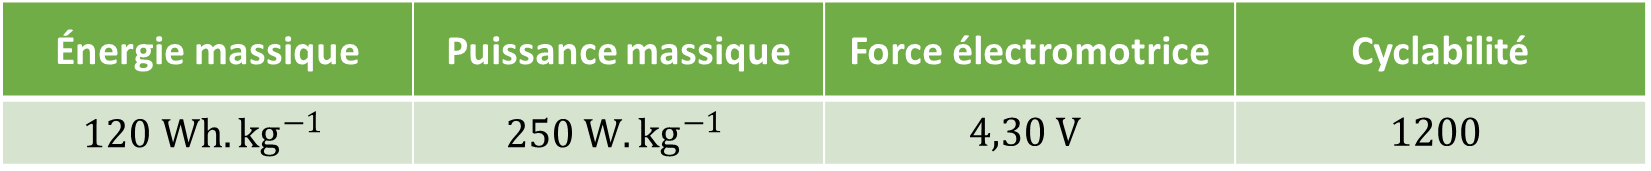 Énergie massique Puissance massique Force électromotrice Cyclabilité
120 Wh. kg⁻¹ 250 W. kg⁻¹ 4,30 V 1200